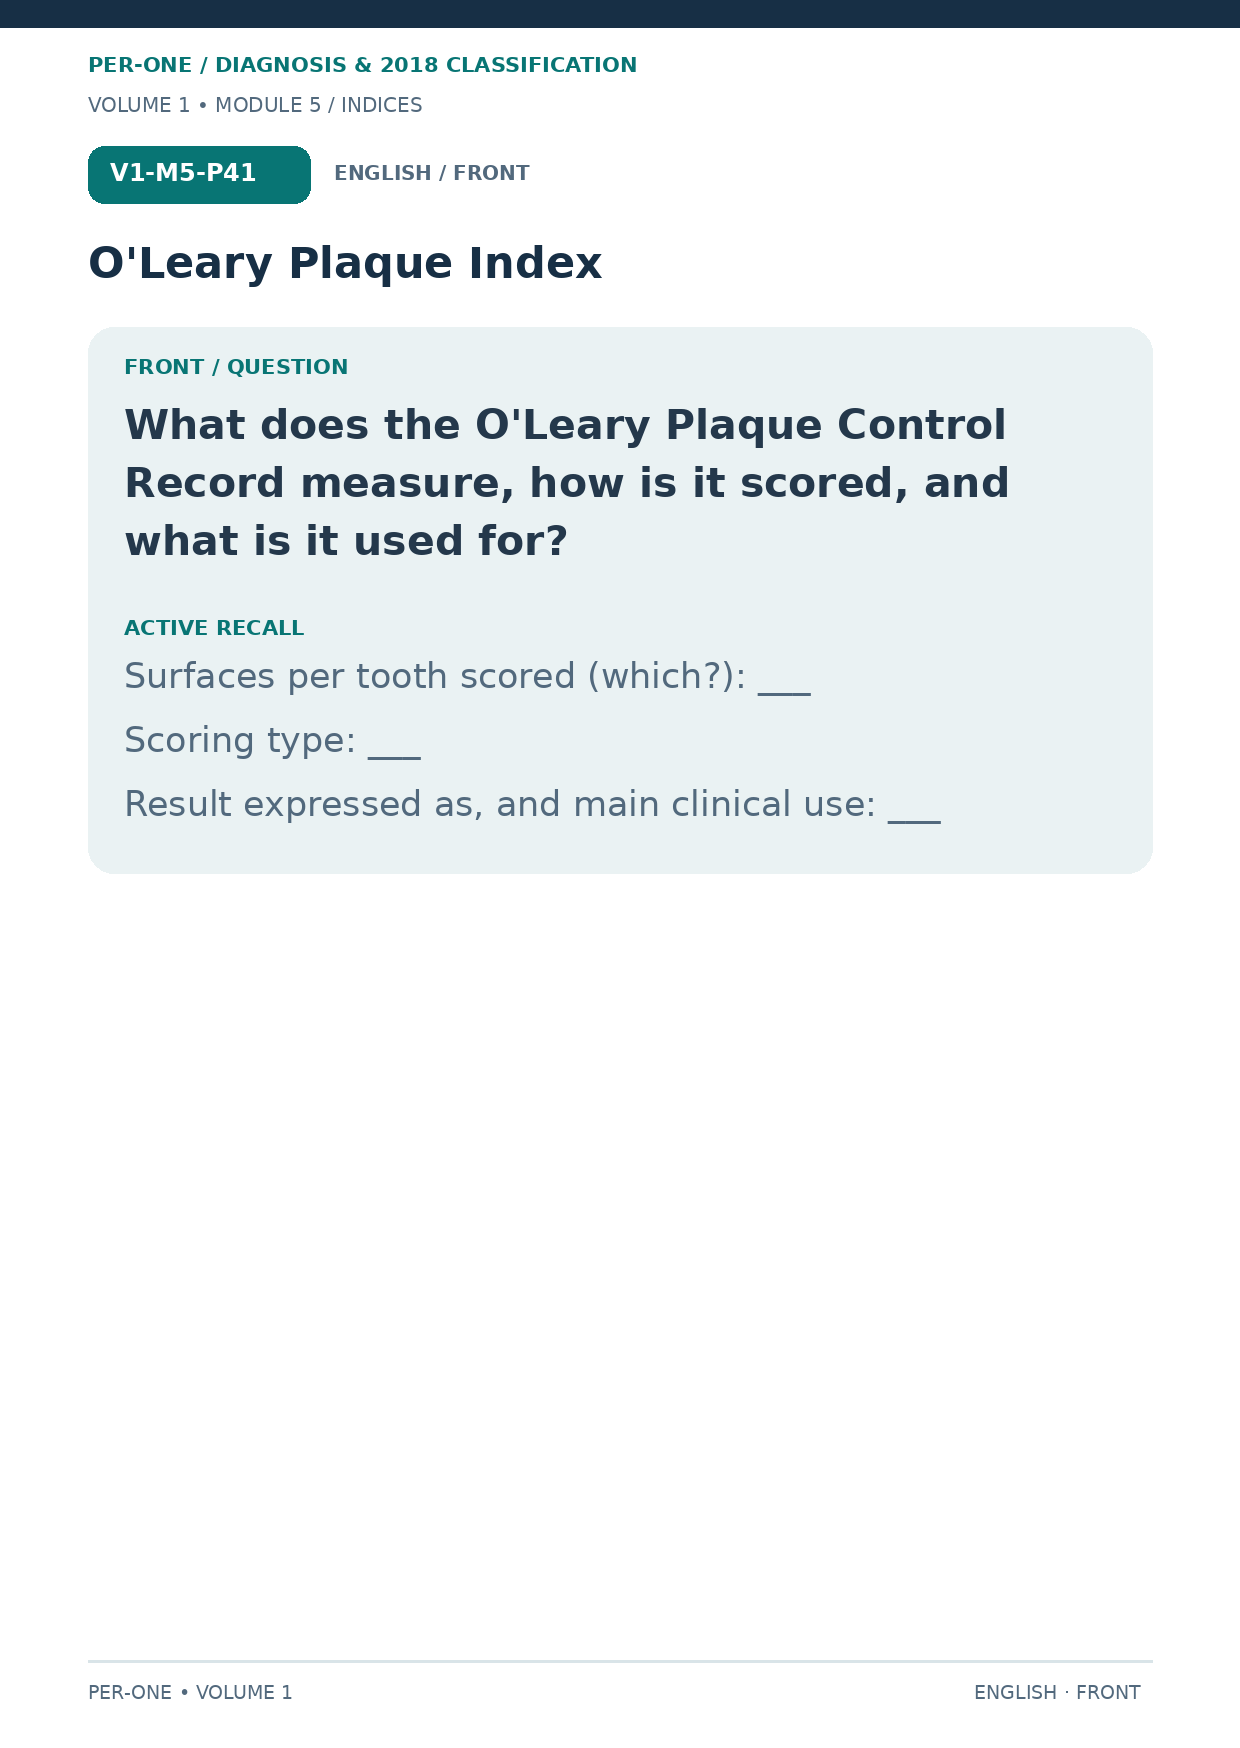 PER-ONE / DIAGNOSIS & 2018 CLASSIFICATION
VOLUME 1 • MODULE 5 / INDICES
V1-M5-P41
ENGLISH / FRONT
O'Leary Plaque Index
FRONT / QUESTION
What does the O'Leary Plaque Control
Record measure, how is it scored, and
what is it used for?
ACTIVE RECALL
Surfaces per tooth scored (which?): ___
Scoring type: ___
Result expressed as, and main clinical use: ___
PER-ONE • VOLUME 1
ENGLISH · FRONT